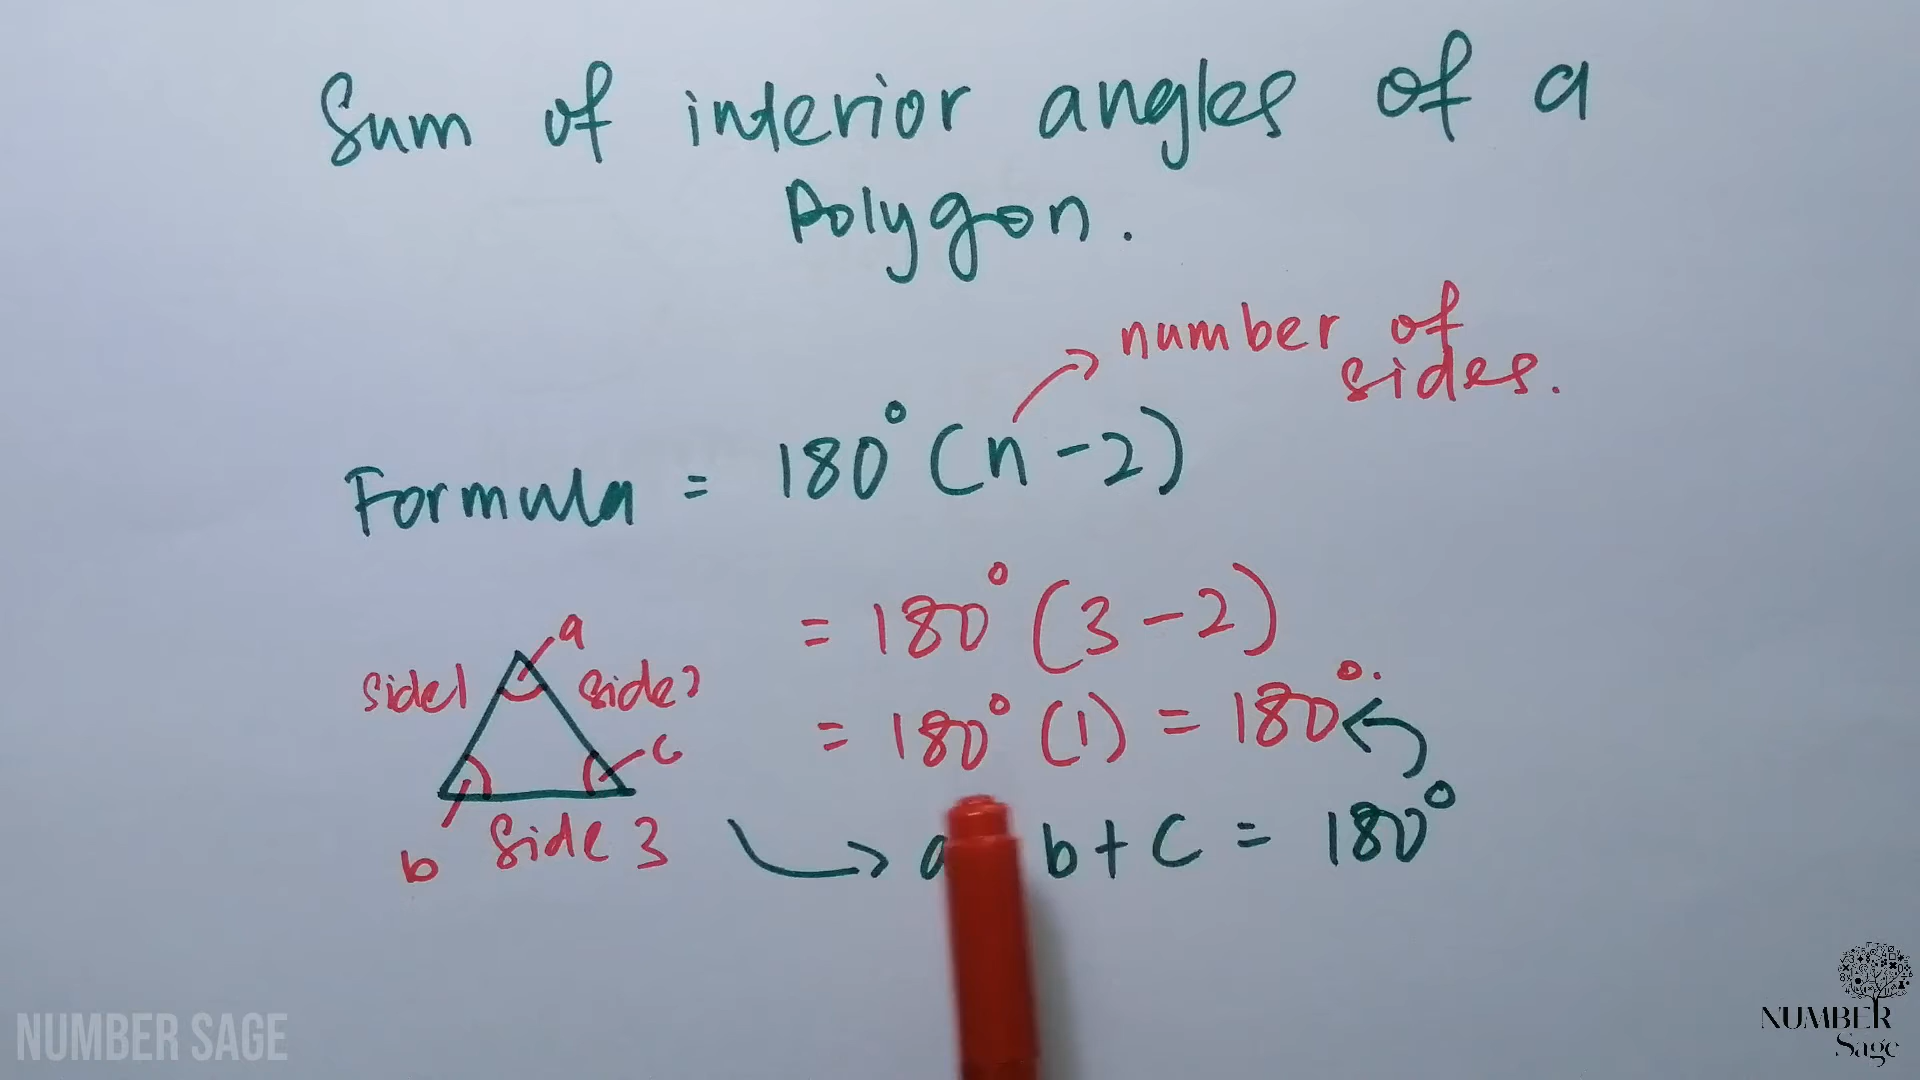 Sum of interior angles of a
Polygon.
number of
sides.
Formula = 180° (n-2)
= 180° (3-2)
= 180° (1) = 180°.
a
side1
side2
c
b
side 3
b+c = 180°
NUMBER SAGE
NUMBER
Sage